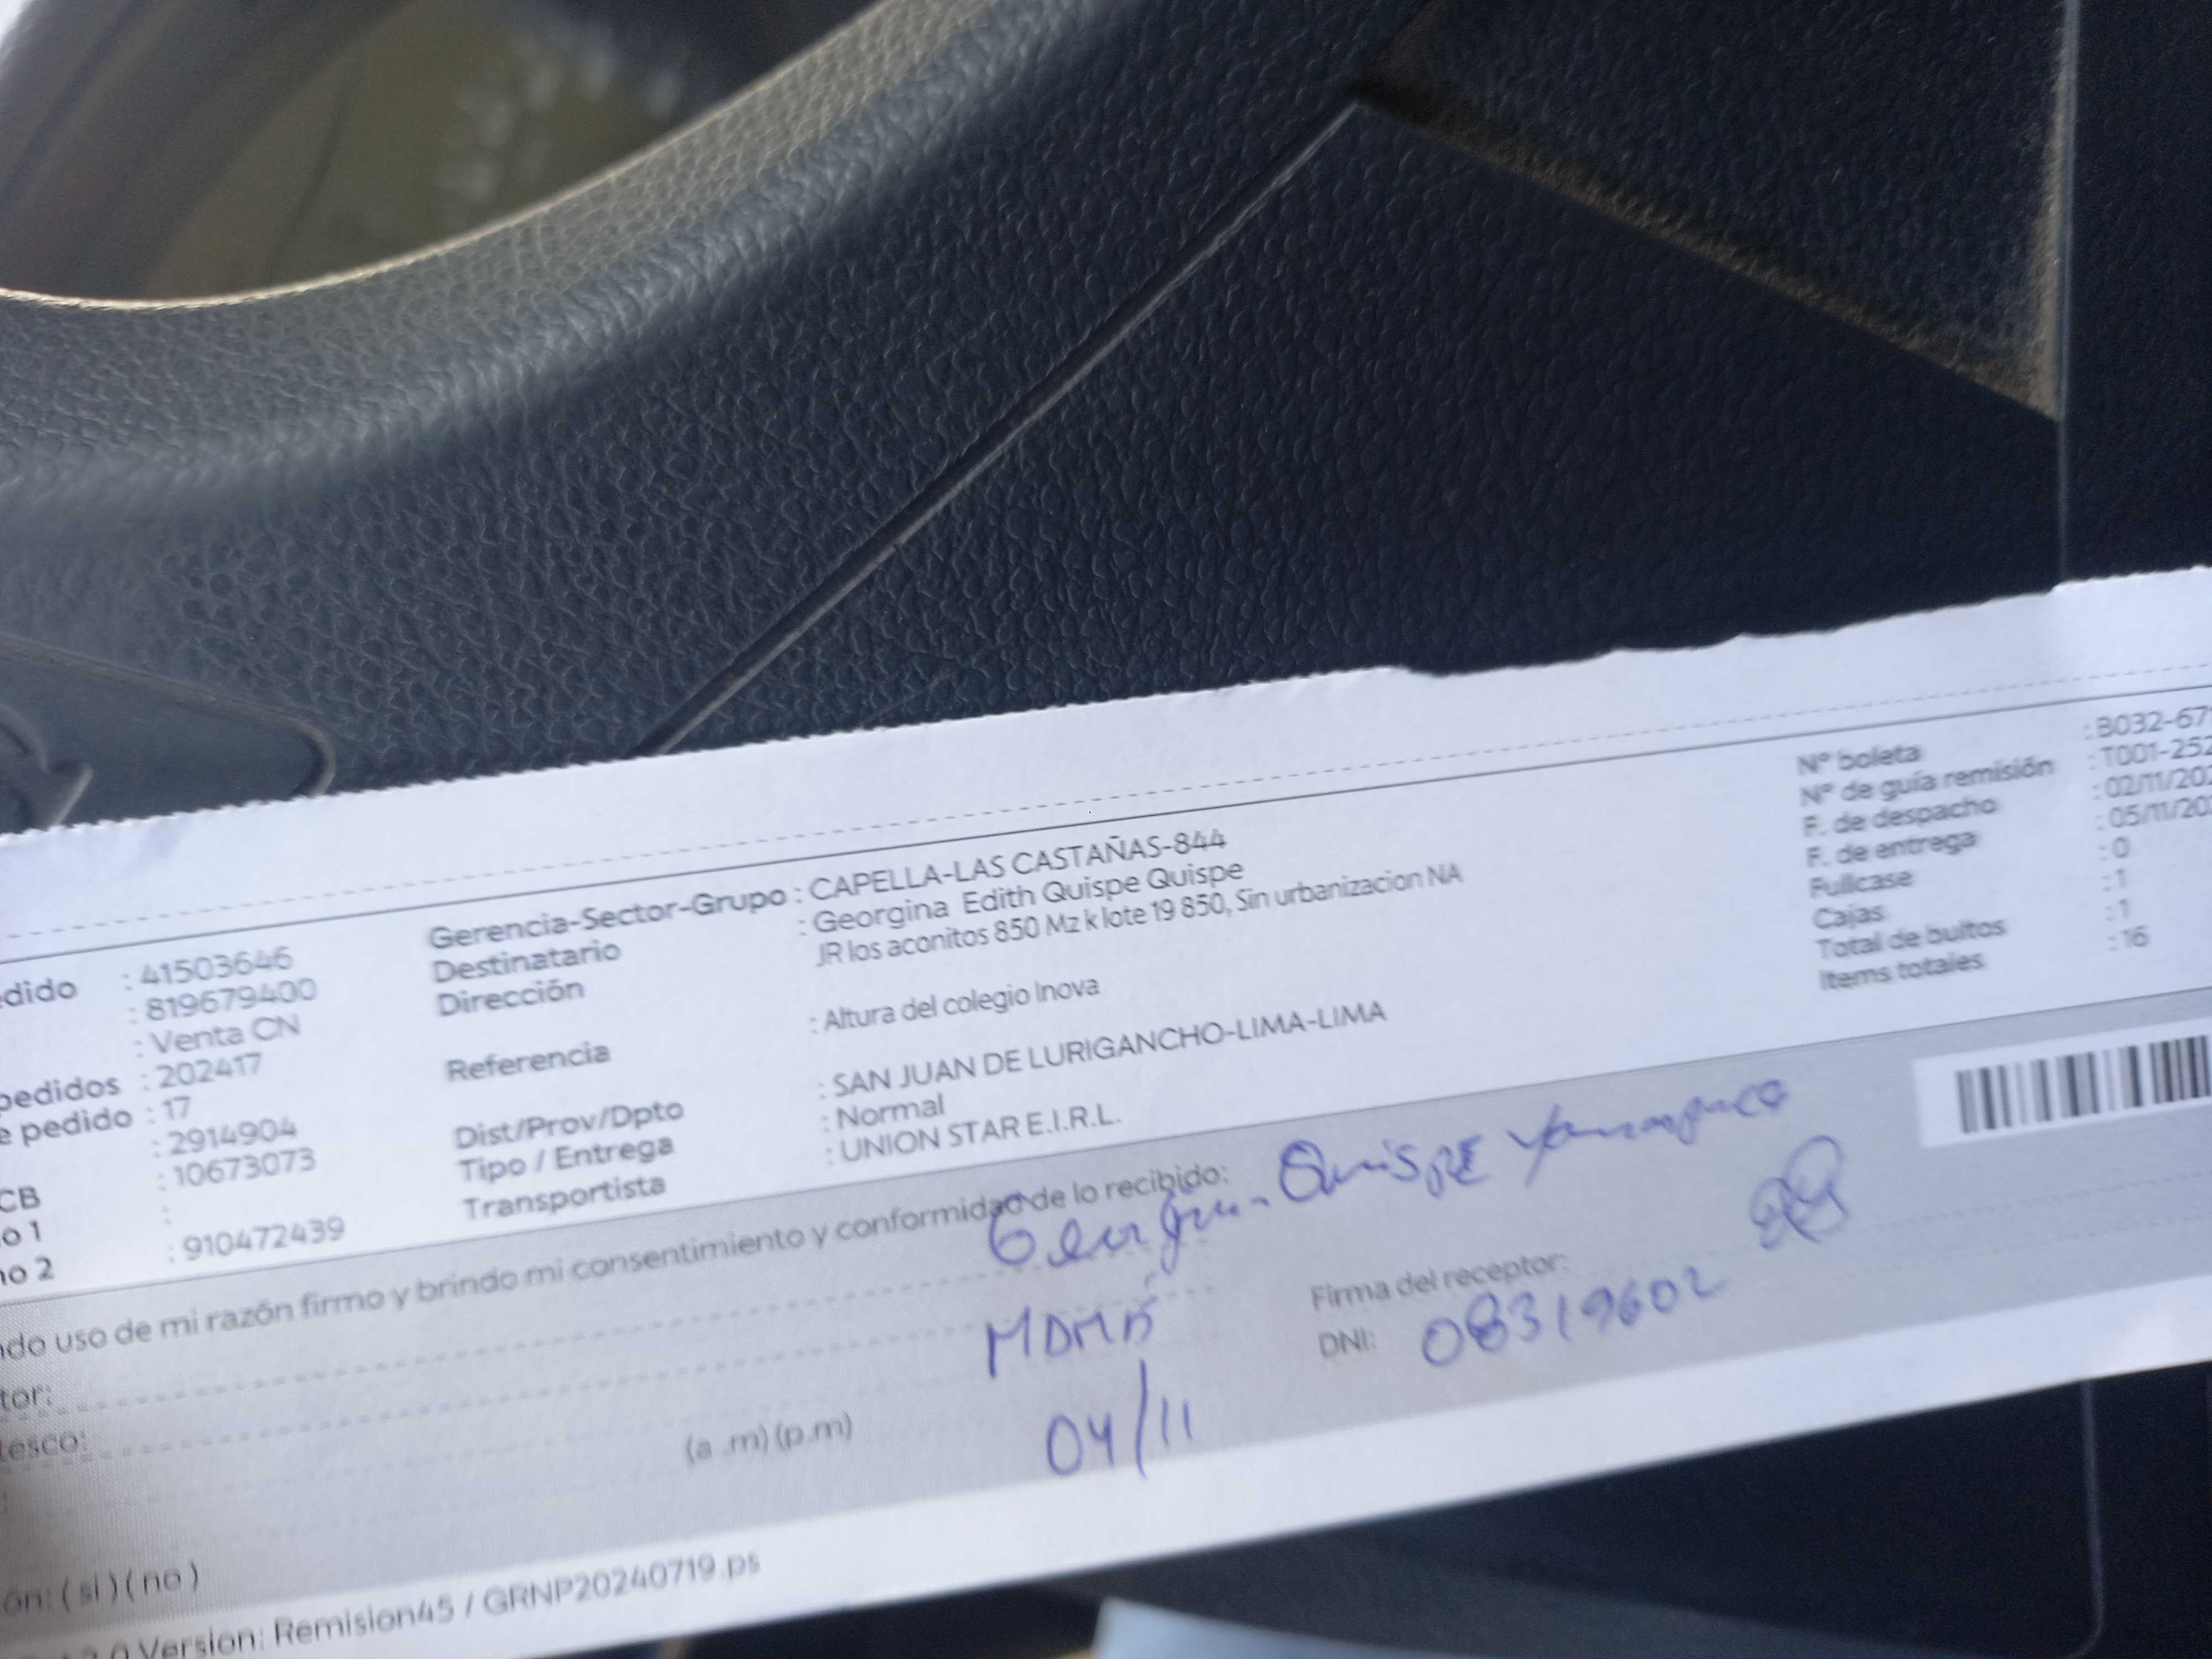 edido : 41503646
: 819679400
: Venta CN
pedidos : 202417
e pedido : 17
: 2914904
CB : 10673073
o 1 :
no 2 : 910472439
Gerencia-Sector-Grupo : CAPELLA-LAS CASTAÑAS-844
Destinatario : Georgina Edith Quispe Quispe
Dirección JR los aconitos 850 Mz k lote 19 850, Sin urbanizacion NA
Referencia : Altura del colegio Inova
Dist/Prov/Dpto : SAN JUAN DE LURIGANCHO-LIMA-LIMA
Tipo / Entrega : Normal
Transportista : UNION STAR E.I.R.L.
N° boleta : B032-67
N° de guía remisión : T001-252
F. de despacho : 02/11/202
F. de entrega : 05/11/202
Fullcase : 0
Cajas : 1
Total de bultos : 1
Items totales : 16
ndo uso de mi razón firmo y brindo mi consentimiento y conformidad de lo recibido:
Quispe
tor:
tesco:
(a .m) (p.m)
04/11
Firma del receptor:
DNI: 08319602
ón: ( si ) ( no )
2.0 Version: Remision45 / GRNP20240719.ps